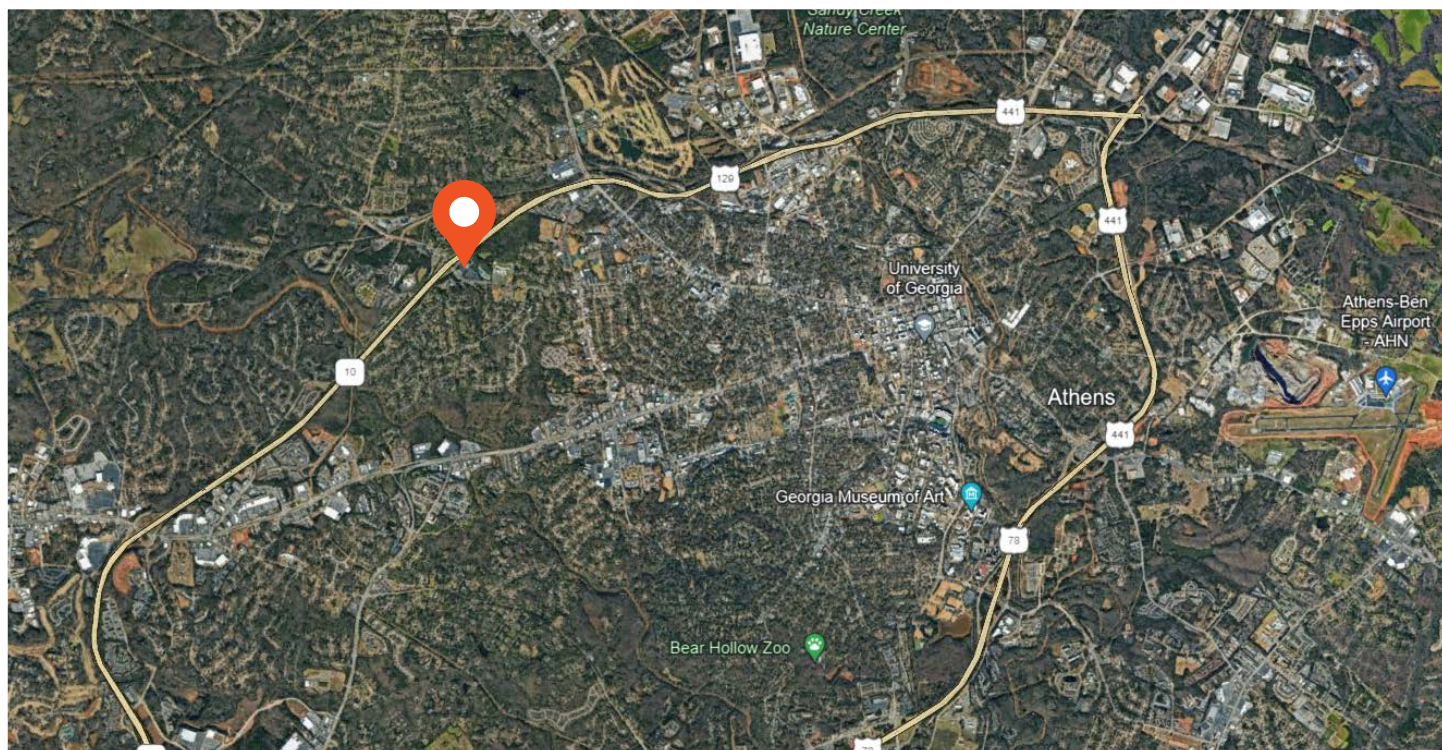 Sandy Creek
Nature Center
441
129
441
University
of Georgia
Athens-Ben
Epps Airport
- AHN
10
Athens
441
Georgia Museum of Art
78
Bear Hollow Zoo
78